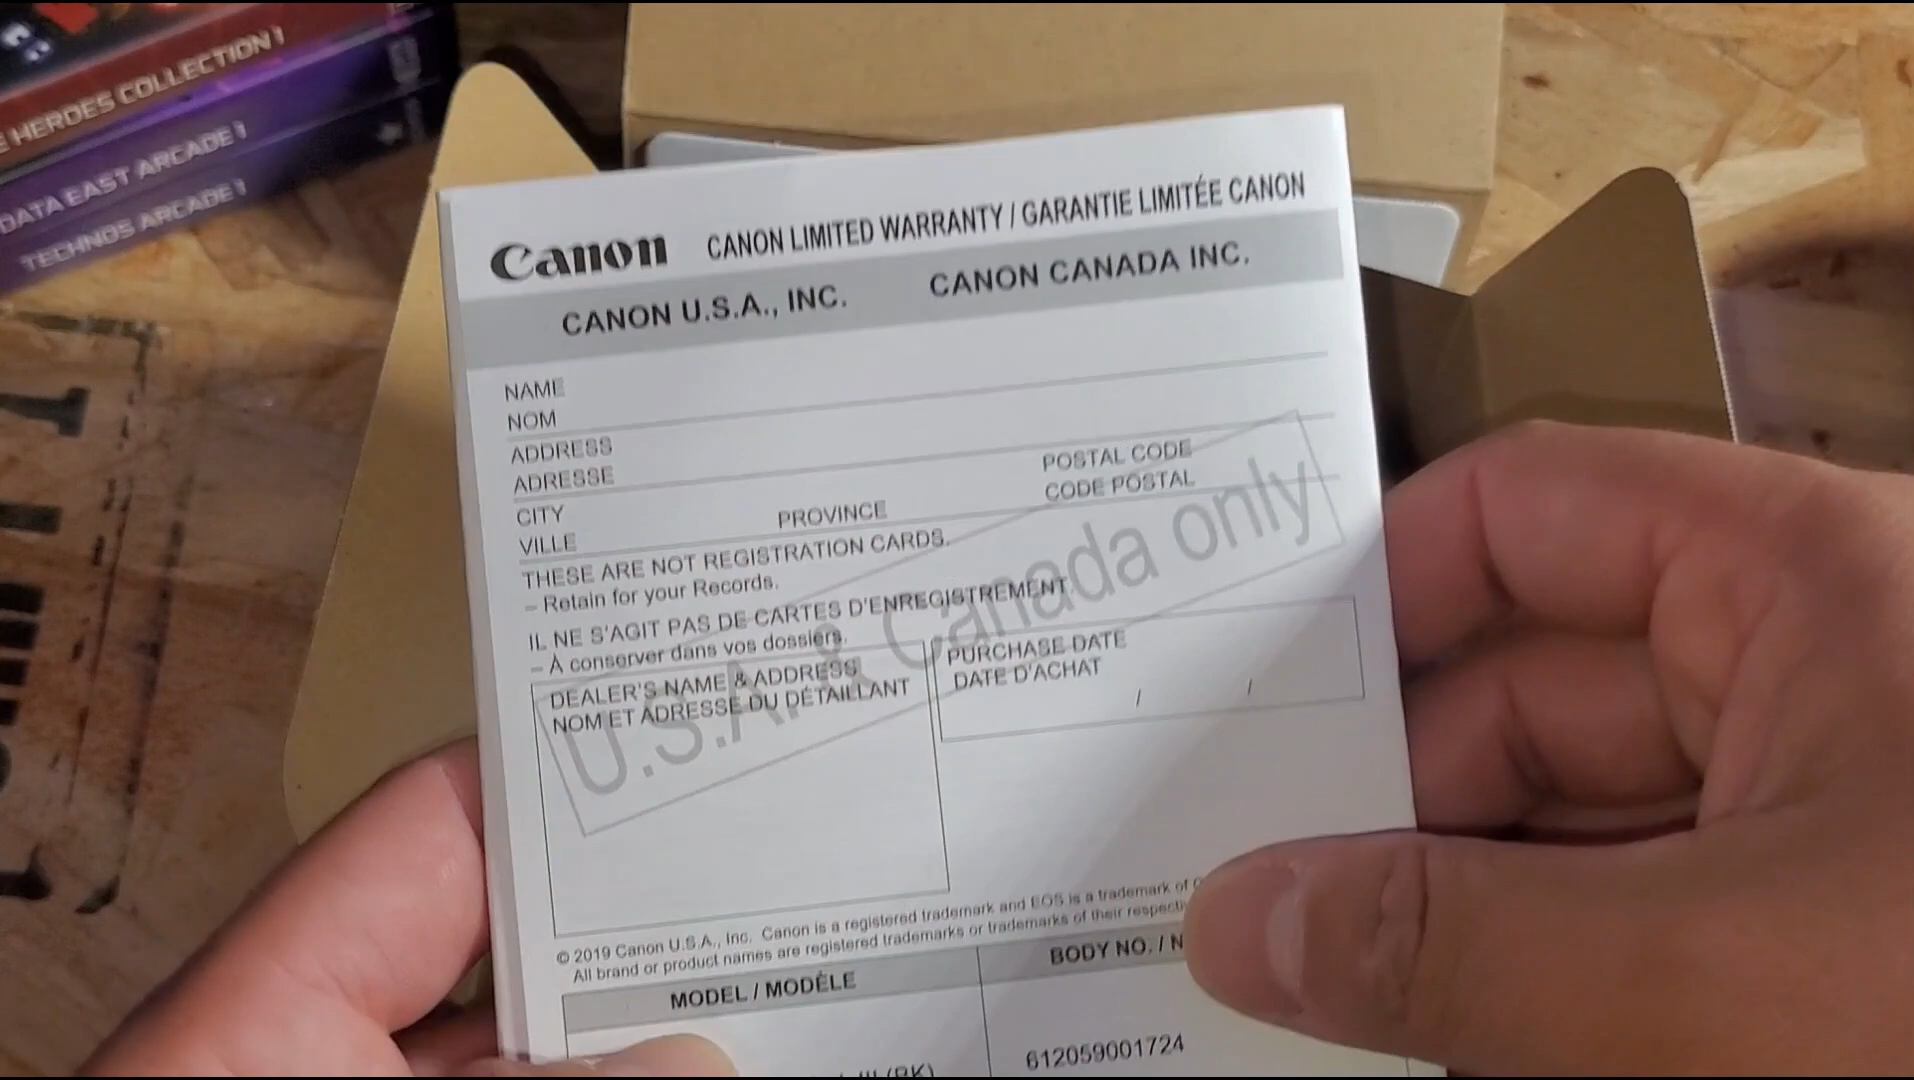 HEROES COLLECTION 1
DATA EAST ARCADE 1
TECHNOS ARCADE 1
Canon CANON LIMITED WARRANTY / GARANTIE LIMITÉE CANON
CANON U.S.A., INC. CANON CANADA INC.
NAME
NOM
ADDRESS
ADRESSE
POSTAL CODE
CODE POSTAL
CITY
VILLE
PROVINCE
THESE ARE NOT REGISTRATION CARDS.
– Retain for your Records.
IL NE S'AGIT PAS DE CARTES D'ENREGISTREMENT.
– À conserver dans vos dossiers.
U.S.A. & Canada only
DEALER'S NAME & ADDRESS
NOM ET ADRESSE DU DÉTAILLANT
PURCHASE DATE
DATE D'ACHAT
/ /
© 2019 Canon U.S.A., Inc. Canon is a registered trademark and EOS is a trademark of
All brand or product names are registered trademarks or trademarks of their
MODEL / MODÈLE
BODY NO. /
III (BK)
612059001724